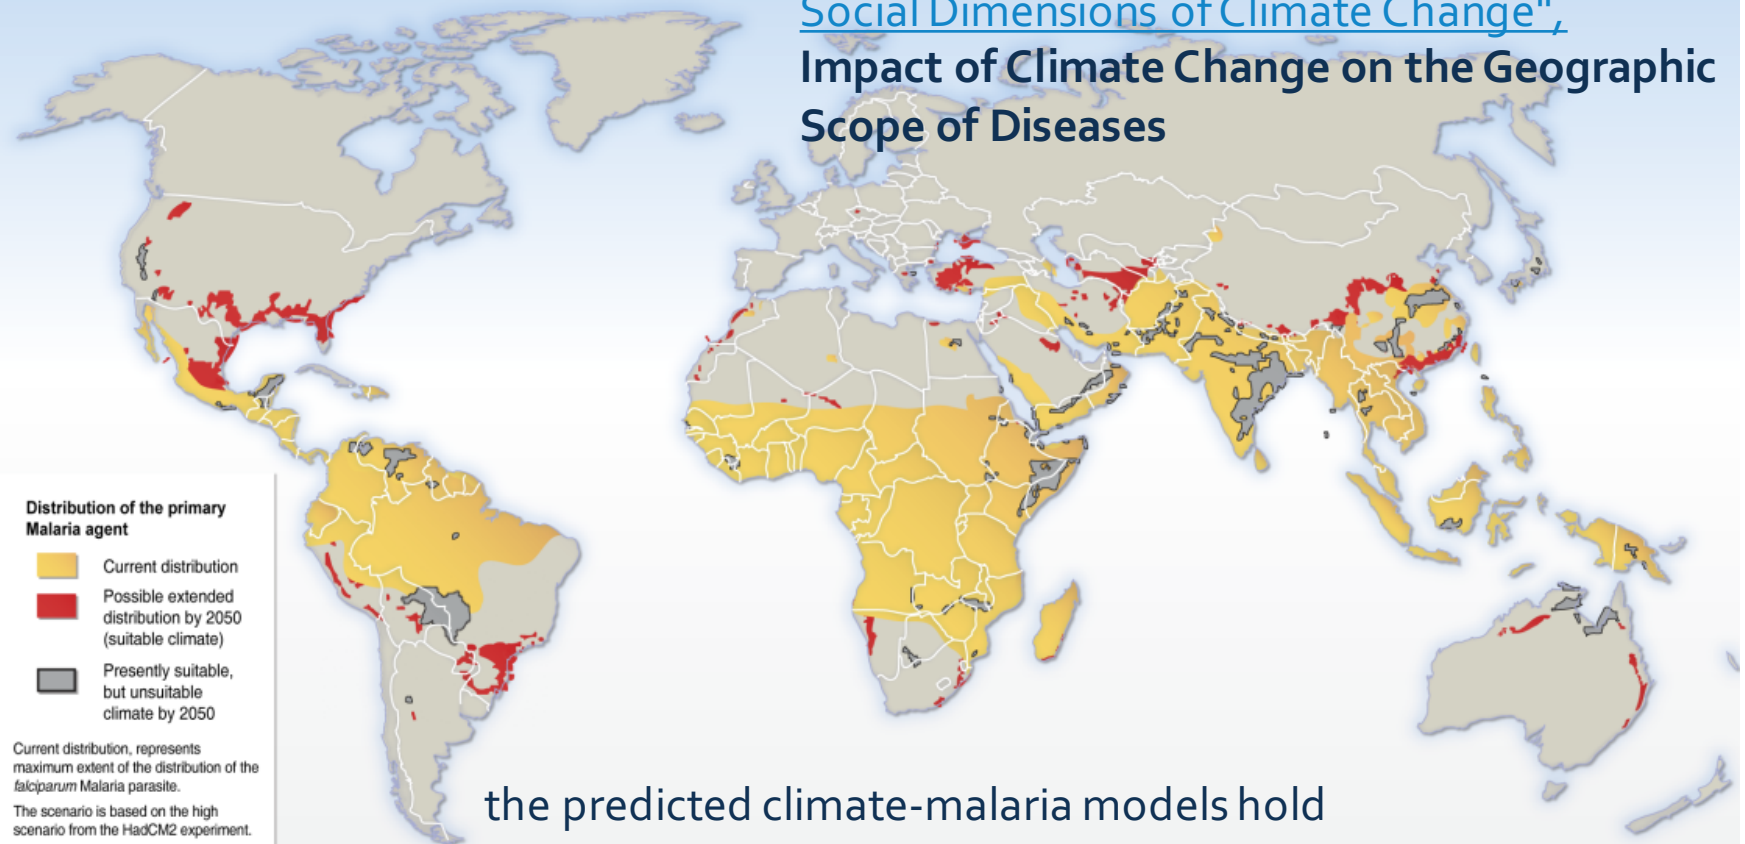 Social Dimensions of Climate Change",
Impact of Climate Change on the Geographic
Scope of Diseases
Distribution of the primary
Malaria agent
Current distribution
Possible extended
distribution by 2050
(suitable climate)
Presently suitable,
but unsuitable
climate by 2050
Current distribution, represents
maximum extent of the distribution of the
falciparum Malaria parasite.
The scenario is based on the high
scenario from the HadCM2 experiment.
the predicted climate-malaria models hold